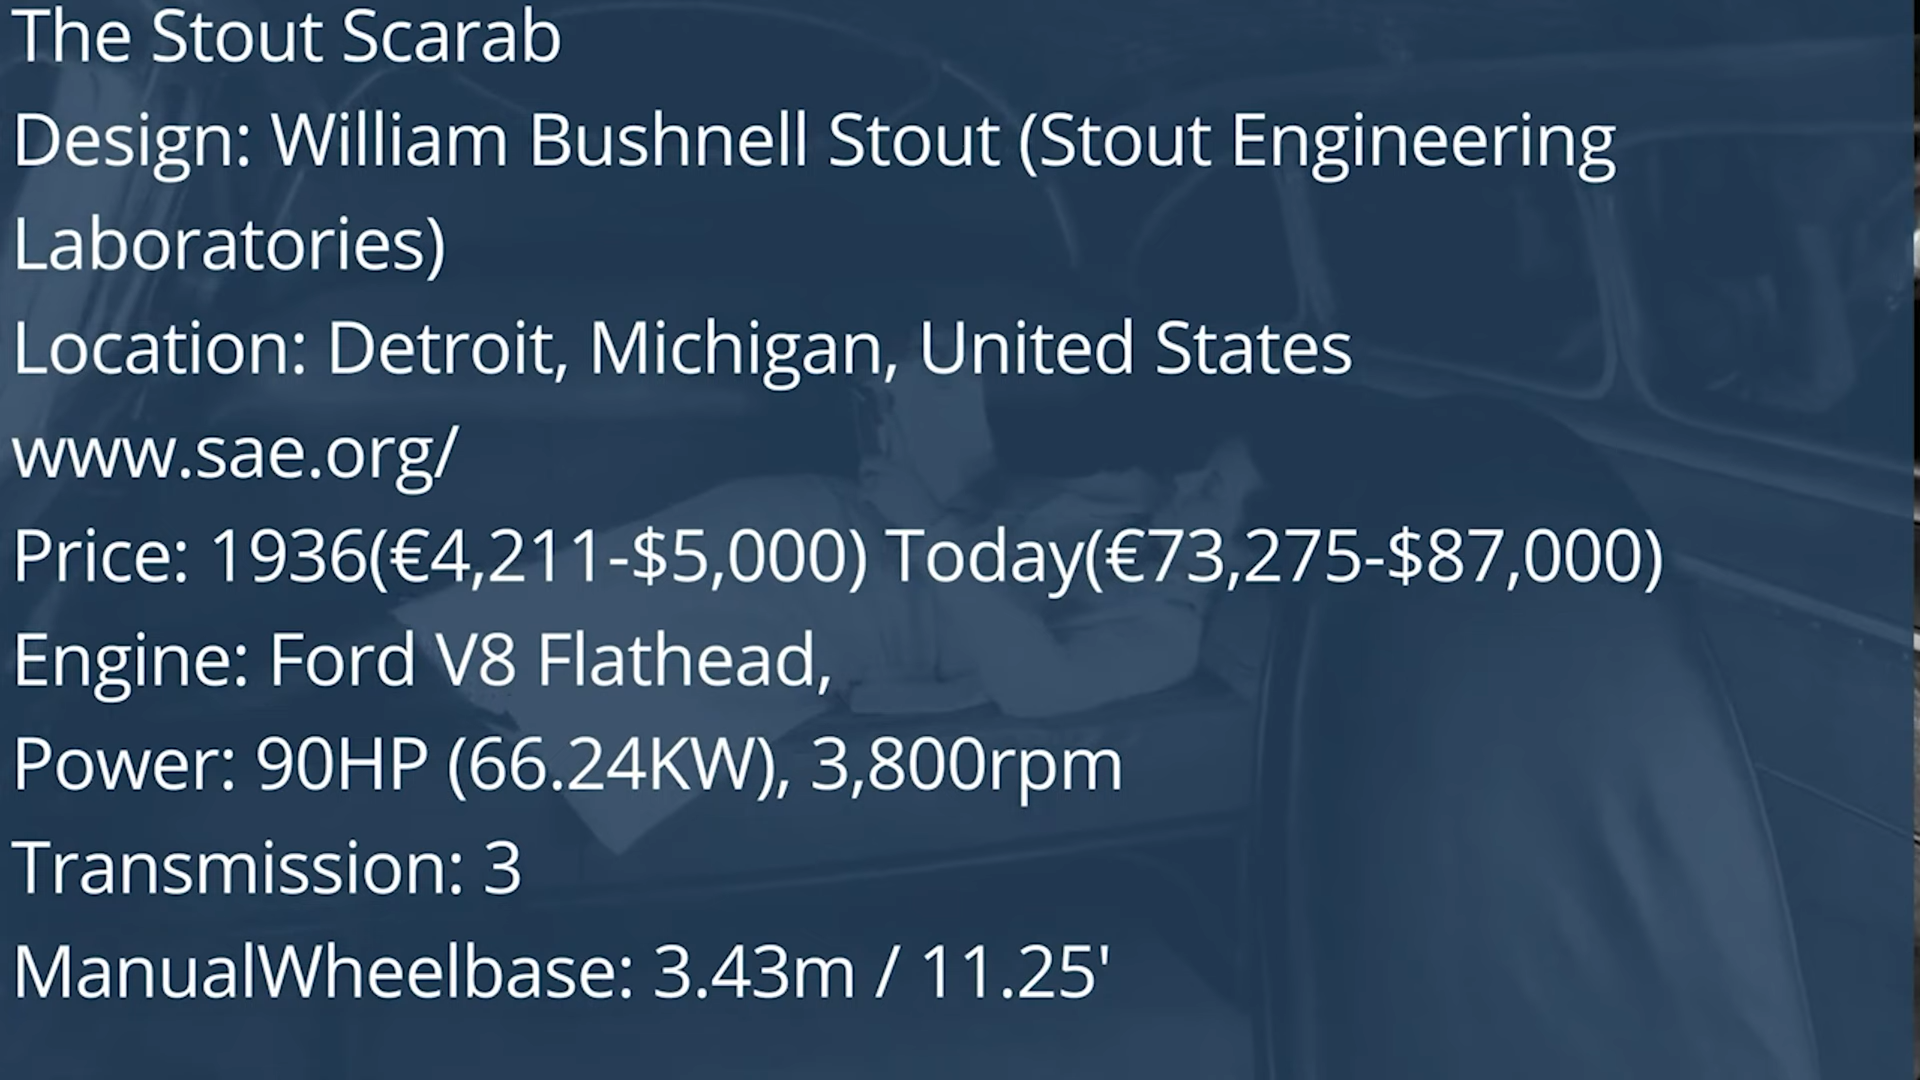 The Stout Scarab
Design: William Bushnell Stout (Stout Engineering
Laboratories)
Location: Detroit, Michigan, United States
www.sae.org/
Price: 1936(€4,211-$5,000) Today(€73,275-$87,000)
Engine: Ford V8 Flathead,
Power: 90HP (66.24KW), 3,800rpm
Transmission: 3
ManualWheelbase: 3.43m / 11.25'